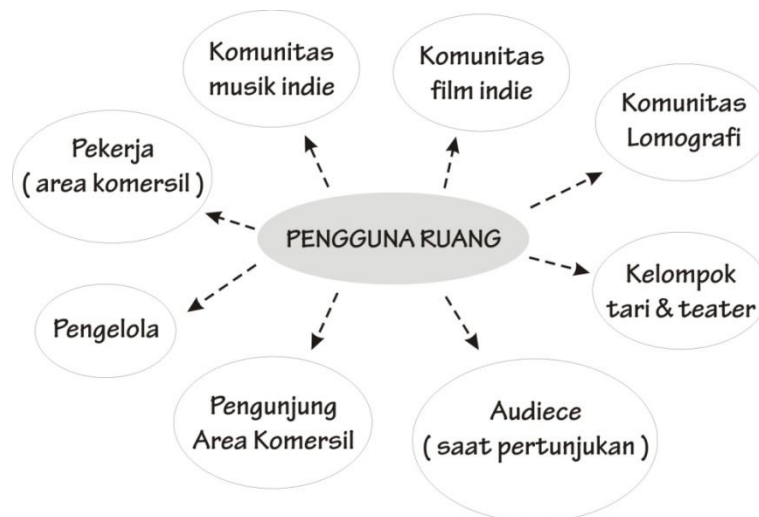 Komunitas
musik indie
Komunitas
film indie
Komunitas
Lomografi
Pekerja
( area komersil )
PENGGUNA RUANG
Kelompok
tari & teater
Pengelola
Pengunjung
Area Komersil
Audiece
( saat pertunjukan )